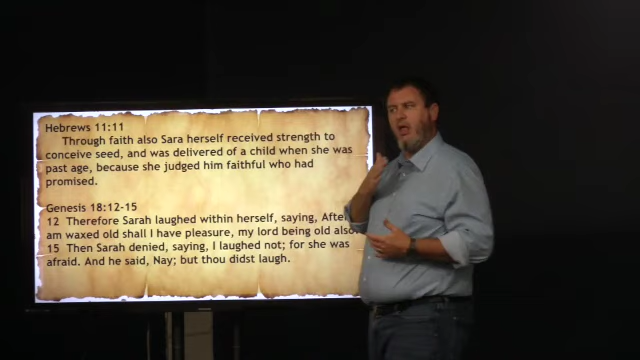 Hebrews 11:11
Through faith also Sara herself received strength to
conceive seed, and was delivered of a child when she was
past age, because she judged him faithful who had
promised.
Genesis 18:12-15
12 Therefore Sarah laughed within herself, saying, After
am waxed old shall I have pleasure, my lord being old also
15 Then Sarah denied, saying, I laughed not; for she was
afraid. And he said, Nay; but thou didst laugh.